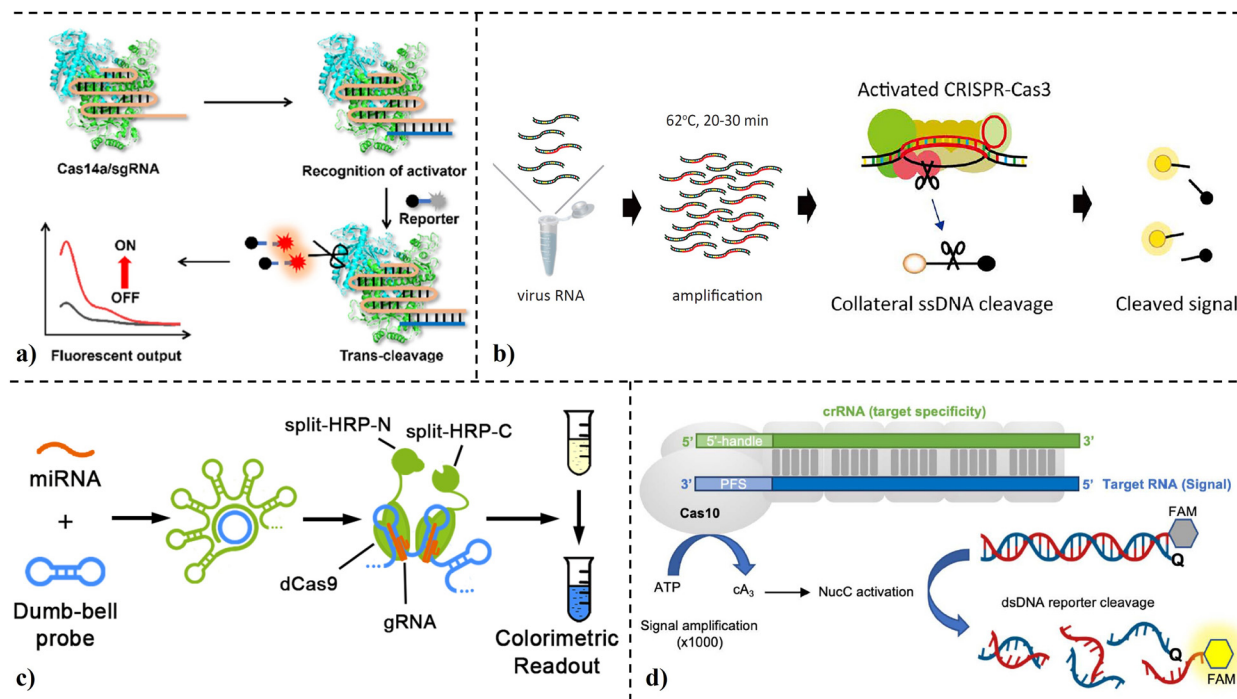 Cas14a/sgRNA
Recognition of activator
Reporter
ON
OFF
Fluorescent output
Trans-cleavage
a)
Activated CRISPR-Cas3
62°C, 20-30 min
virus RNA
amplification
Collateral ssDNA cleavage
Cleaved signal
b)
split-HRP-N
split-HRP-C
miRNA
+
Dumb-bell
probe
dCas9
gRNA
Colorimetric
Readout
c)
crRNA (target specificity)
5' 5'-handle 3'
3' PFS 5' Target RNA (Signal)
Cas10
FAM
Q
ATP
cA₃
NucC activation
dsDNA reporter cleavage
Signal amplification
(x1000)
Q
FAM
d)